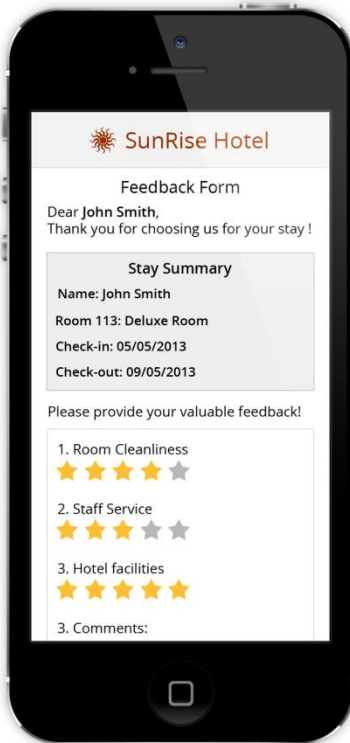 SunRise Hotel
Feedback Form
Dear John Smith,
Thank you for choosing us for your stay !
Stay Summary
Name: John Smith
Room 113: Deluxe Room
Check-in: 05/05/2013
Check-out: 09/05/2013
Please provide your valuable feedback!
1. Room Cleanliness
2. Staff Service
3. Hotel facilities
3. Comments: